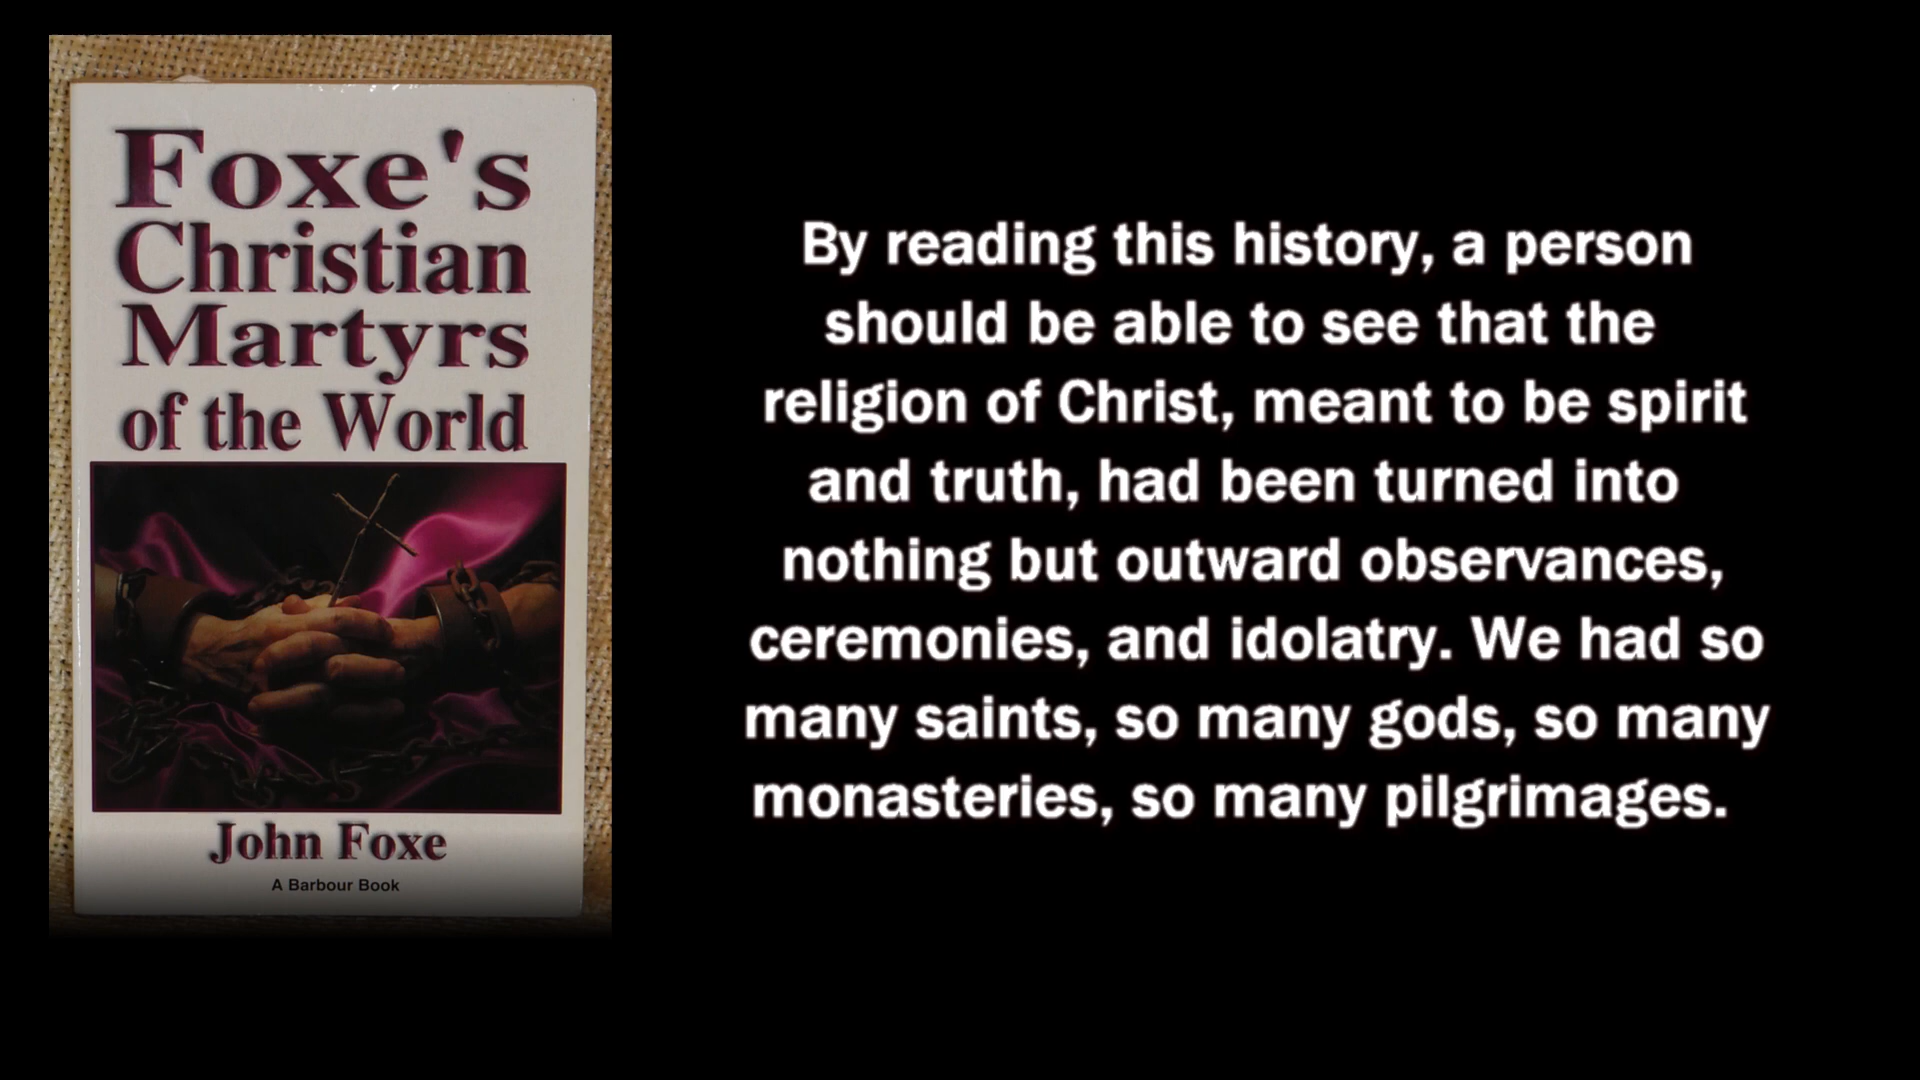 Foxe's
Christian
Martyrs
of the World
John Foxe
A Barbour Book
By reading this history, a person
should be able to see that the
religion of Christ, meant to be spirit
and truth, had been turned into
nothing but outward observances,
ceremonies, and idolatry. We had so
many saints, so many gods, so many
monasteries, so many pilgrimages.